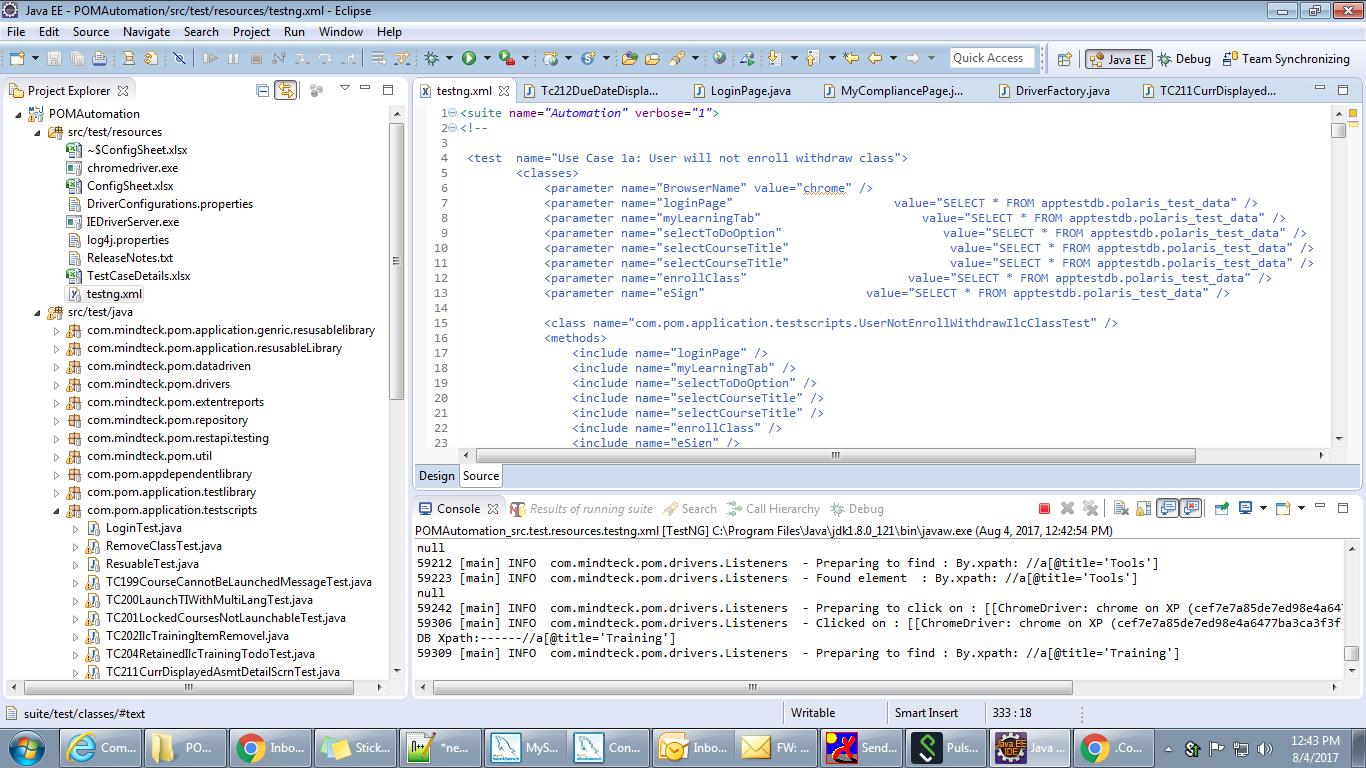 Java EE - POMAutomation/src/test/resources/testng.xml - Eclipse
File Edit Source Navigate Search Project Run Window Help
Quick Access
Java EE
Debug
Team Synchronizing
Project Explorer
POMAutomation
src/test/resources
~$ConfigSheet.xlsx
chromedriver.exe
ConfigSheet.xlsx
DriverConfigurations.properties
IEDriverServer.exe
log4j.properties
ReleaseNotes.txt
TestCaseDetails.xlsx
testng.xml
src/test/java
com.mindteck.pom.application.genric.resusablelibrary
com.mindteck.pom.application.resusableLibrary
com.mindteck.pom.datadriven
com.mindteck.pom.drivers
com.mindteck.pom.extentreports
com.mindteck.pom.repository
com.mindteck.pom.restapi.testing
com.mindteck.pom.util
com.pom.appdependentlibrary
com.pom.application.testlibrary
com.pom.application.testscripts
LoginTest.java
RemoveClassTest.java
ResuableTest.java
TC199CourseCannotBeLaunchedMessageTest.java
TC200LaunchTIWithMultiLangTest.java
TC201LockedCoursesNotLaunchableTest.java
TC202IlcTrainingItemRemovel.java
TC204RetainedIlcTrainingTodoTest.java
TC211CurrDisplayedAsmtDetailScrnTest.java
testng.xml
Tc212DueDateDispla...
LoginPage.java
MyCompliancePage.j...
DriverFactory.java
TC211CurrDisplayed...
1 <suite name="Automation" verbose="1">
2 <!--
3
4 <test name="Use Case 1a: User will not enroll withdraw class">
5 <classes>
6 <parameter name="BrowserName" value="chrome" />
7 <parameter name="loginPage" value="SELECT * FROM apptestdb.polaris_test_data" />
8 <parameter name="myLearningTab" value="SELECT * FROM apptestdb.polaris_test_data" />
9 <parameter name="selectToDoOption" value="SELECT * FROM apptestdb.polaris_test_data" />
10 <parameter name="selectCourseTitle" value="SELECT * FROM apptestdb.polaris_test_data" />
11 <parameter name="selectCourseTitle" value="SELECT * FROM apptestdb.polaris_test_data" />
12 <parameter name="enrollClass" value="SELECT * FROM apptestdb.polaris_test_data" />
13 <parameter name="eSign" value="SELECT * FROM apptestdb.polaris_test_data" />
14
15 <class name="com.pom.application.testscripts.UserNotEnrollWithdrawIlcClassTest" />
16 <methods>
17 <include name="loginPage" />
18 <include name="myLearningTab" />
19 <include name="selectToDoOption" />
20 <include name="selectCourseTitle" />
21 <include name="selectCourseTitle" />
22 <include name="enrollClass" />
23 <include name="eSign" />
Design Source
Console
Results of running suite
Search
Call Hierarchy
Debug
POMAutomation_src.test.resources.testng.xml [TestNG] C:\Program Files\Java\jdk1.8.0_121\bin\javaw.exe (Aug 4, 2017, 12:42:54 PM)
null
59212 [main] INFO com.mindteck.pom.drivers.Listeners - Preparing to find : By.xpath: //a[@title='Tools']
59223 [main] INFO com.mindteck.pom.drivers.Listeners - Found element : By.xpath: //a[@title='Tools']
null
59242 [main] INFO com.mindteck.pom.drivers.Listeners - Preparing to click on : [[ChromeDriver: chrome on XP (cef7e7a85de7ed98e4a64
59306 [main] INFO com.mindteck.pom.drivers.Listeners - Clicked on : [[ChromeDriver: chrome on XP (cef7e7a85de7ed98e4a6477ba3ca3f3f
DB Xpath:------//a[@title='Training']
59309 [main] INFO com.mindteck.pom.drivers.Listeners - Preparing to find : By.xpath: //a[@title='Training']
suite/test/classes/#text
Writable
Smart Insert
333 : 18
Com...
PO...
Inbo...
Stick...
*ne...
MyS...
Con...
Inbo...
FW: ...
Send...
Puls...
Java ...
.Co...
12:43 PM
8/4/2017